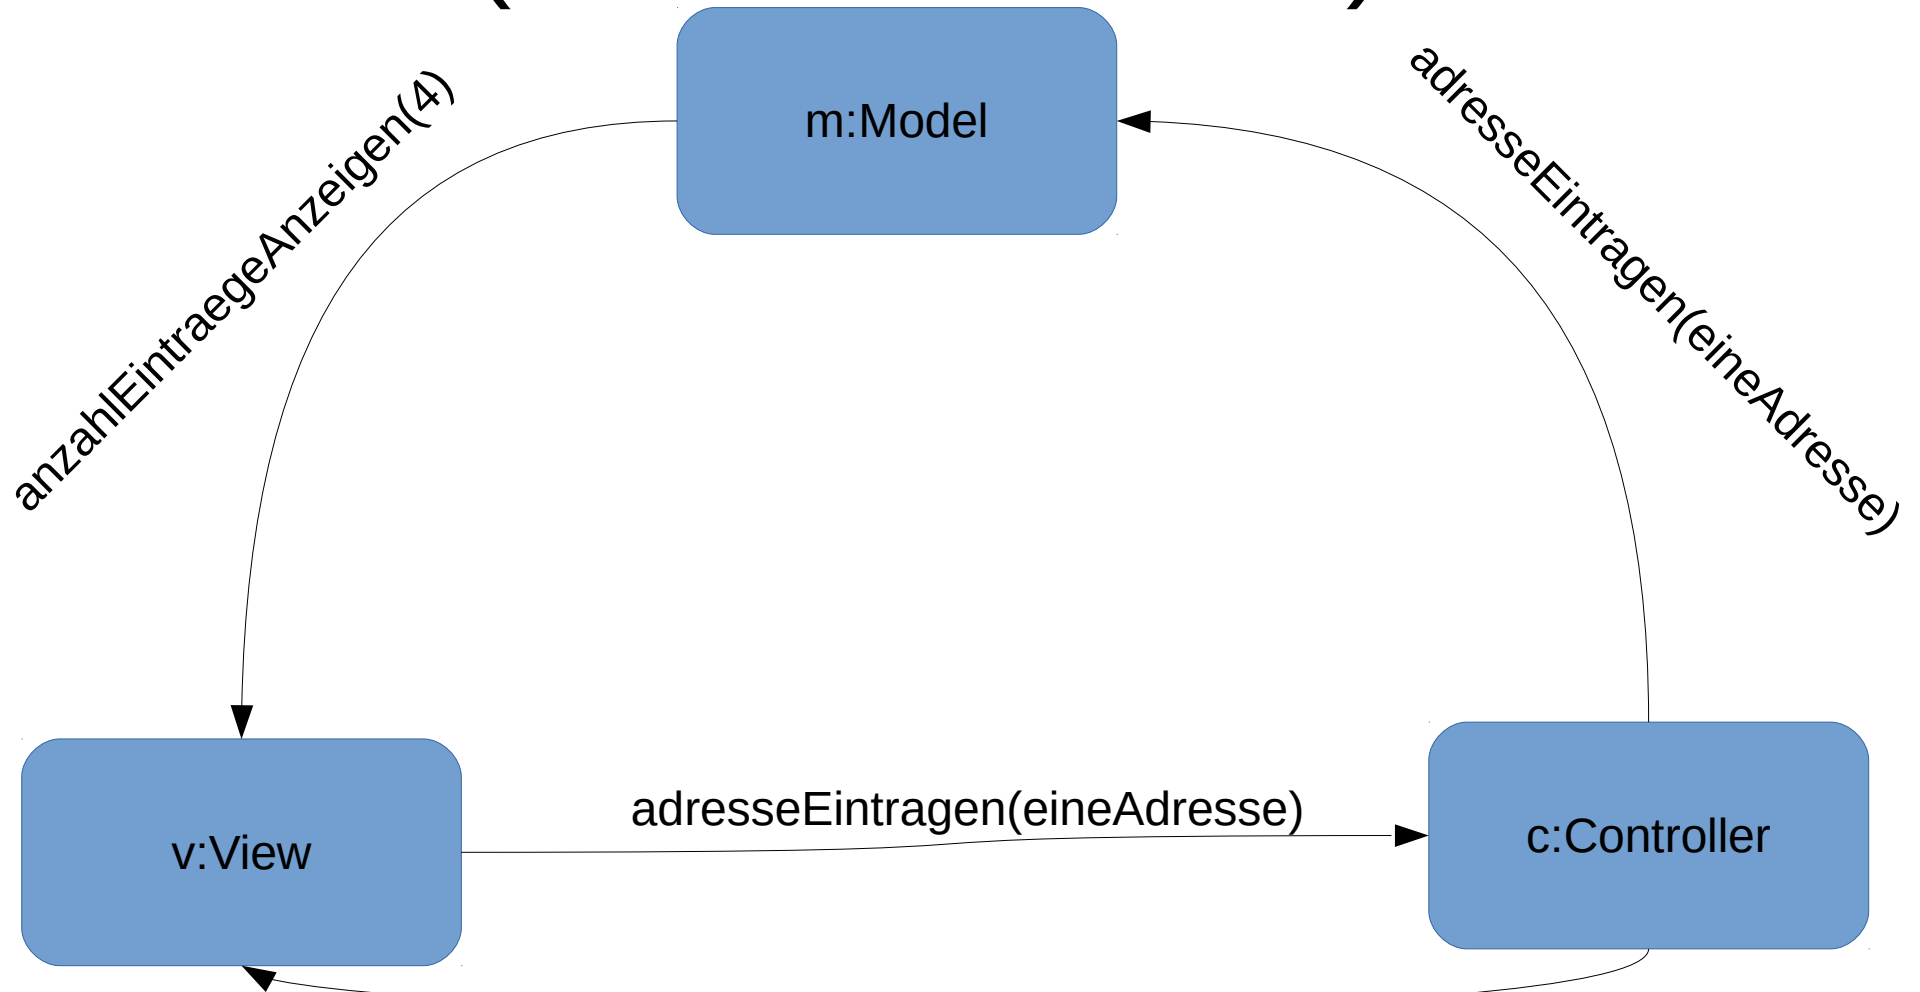 m:Model
anzahlEintraegeAnzeigen(4)
adresseEintragen(eineAdresse)
adresseEintragen(eineAdresse)
v:View
c:Controller